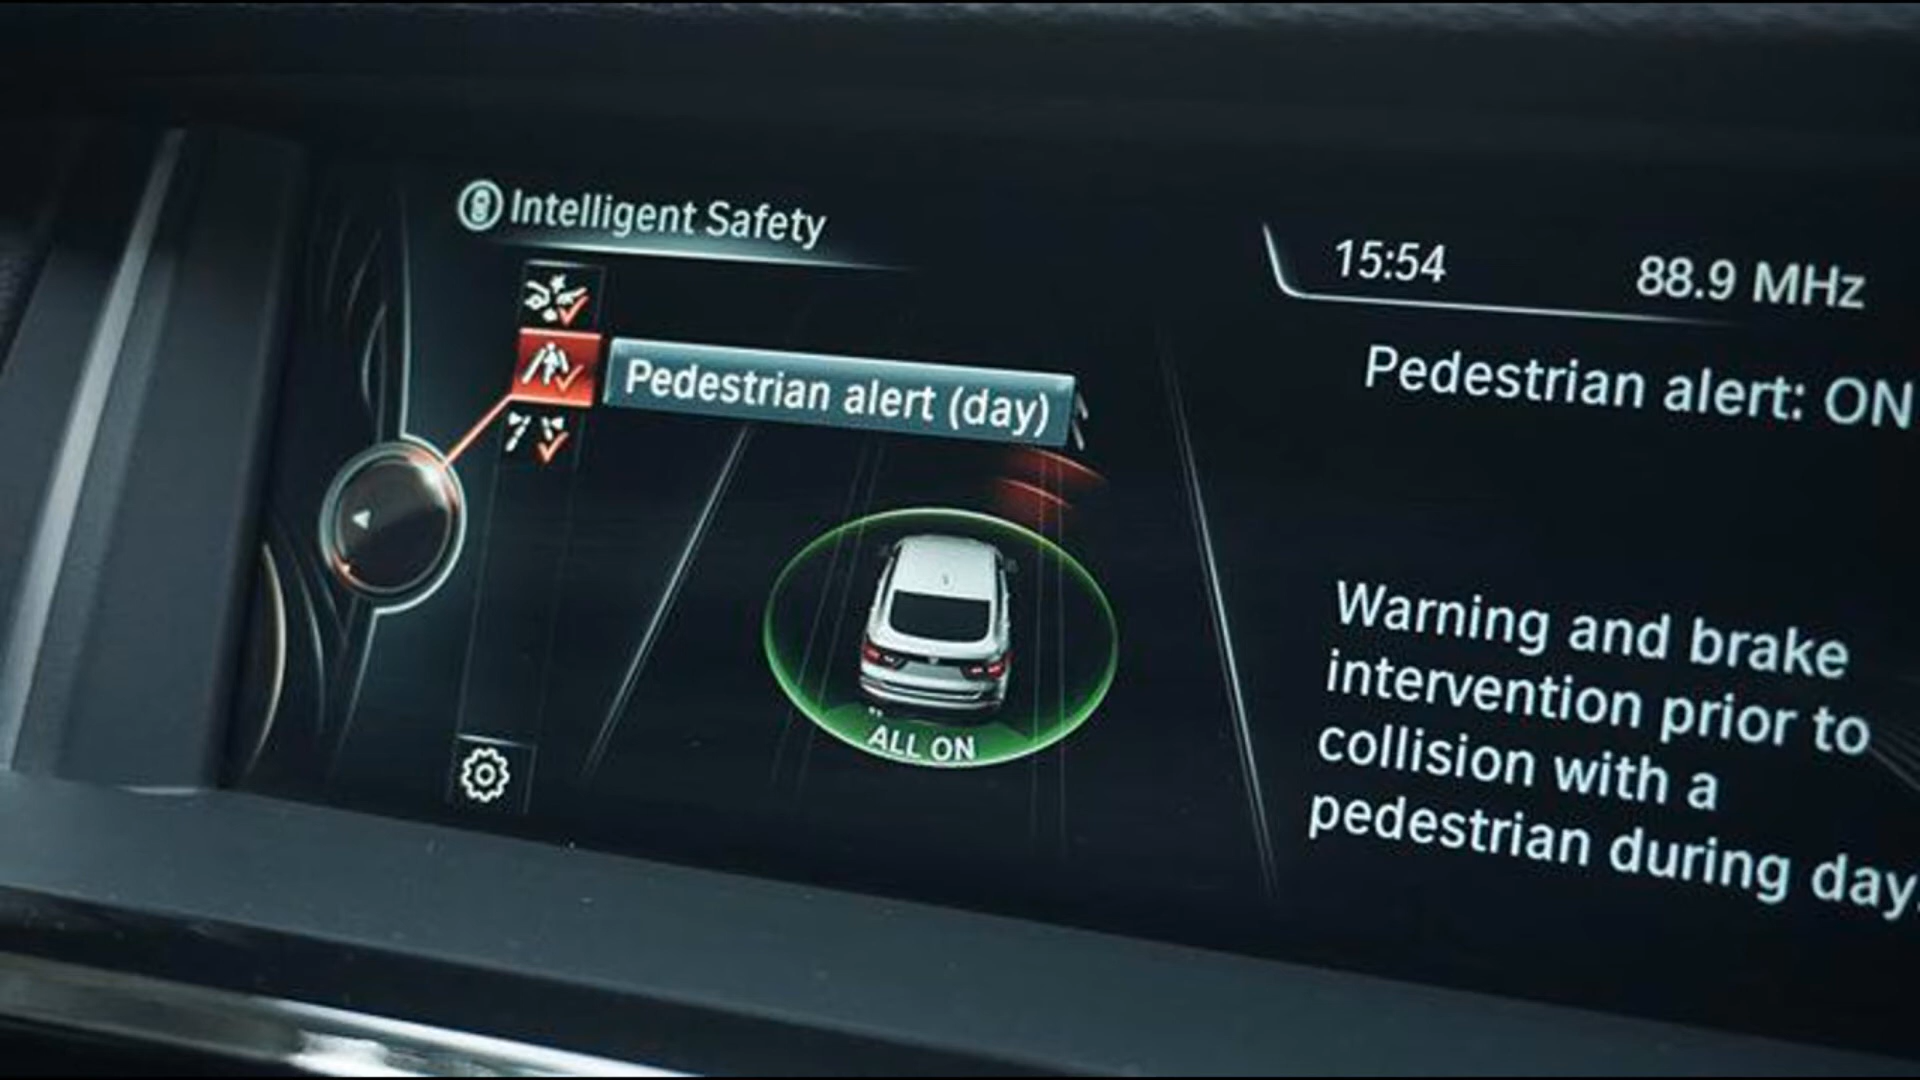 Intelligent Safety
15:54
88.9 MHz
Pedestrian alert (day)
Pedestrian alert: ON
Warning and brake
intervention prior to
collision with a
pedestrian during day.
ALL ON